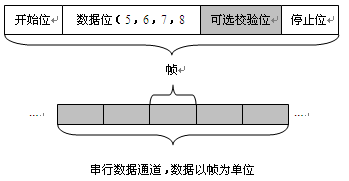 开始位 数据位（5，6，7，8 可选校验位 停止位
帧
…. ….
串行数据通道，数据以帧为单位